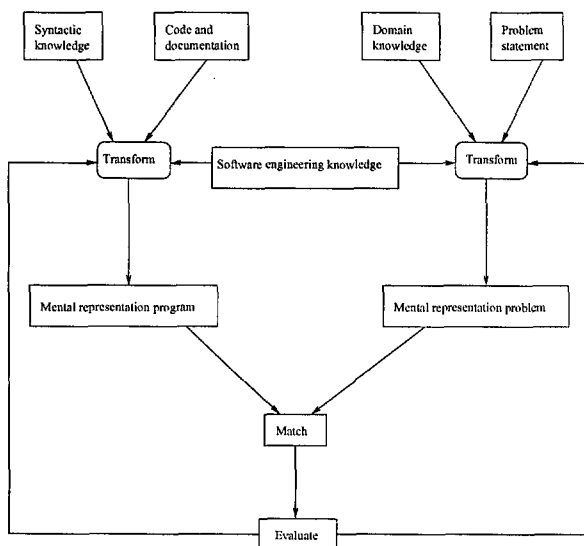 Syntactic
knowledge
Code and
documentation
Domain
knowledge
Problem
statement
Transform
Software engineering knowledge
Transform
Mental representation program
Mental representation problem
Match
Evaluate